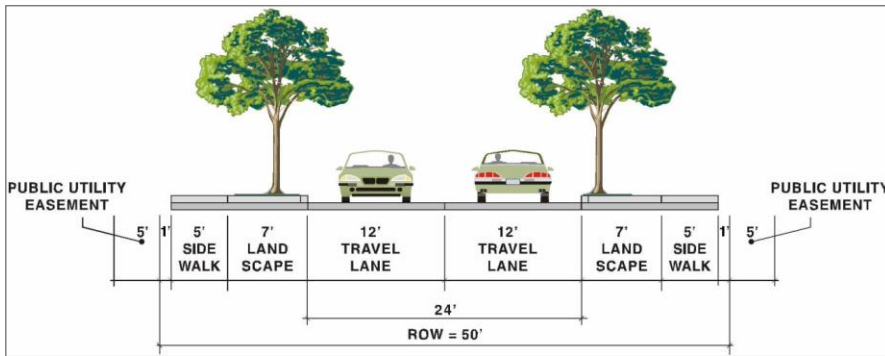 PUBLIC UTILITY
EASEMENT
PUBLIC UTILITY
EASEMENT
5'
1'
5'
SIDE
WALK
7'
LAND
SCAPE
12'
TRAVEL
LANE
12'
TRAVEL
LANE
7'
LAND
SCAPE
5'
SIDE
WALK
1'
5'
24'
ROW = 50'